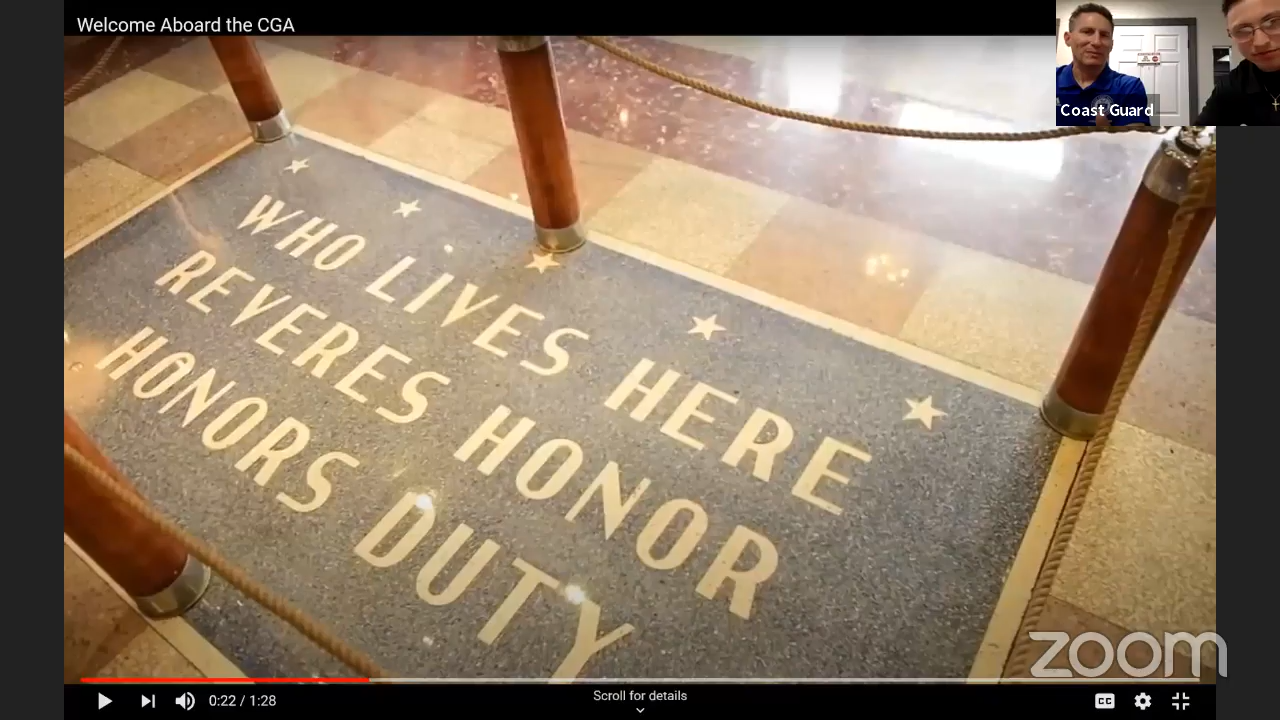 Welcome Aboard the CGA
Coast Guard
WHO LIVES HERE
REVERES HONOR
HONORS DUTY
zoom
0:22 / 1:28
Scroll for details
CC